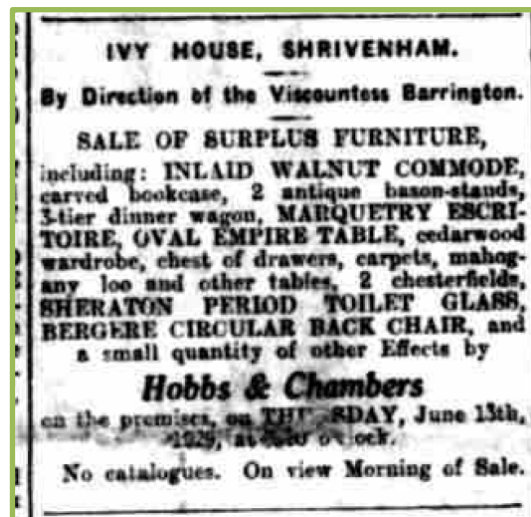 IVY HOUSE, SHRIVENHAM.
By Direction of the Viscountess Barrington.
SALE OF SURPLUS FURNITURE,
including: INLAID WALNUT COMMODE,
carved bookcase, 2 antique bason-stands,
3-tier dinner wagon, MARQUETRY ESCRI-
TOIRE, OVAL EMPIRE TABLE, cedarwood
wardrobe, chest of drawers, carpets, mahog-
any loo and other tables, 2 chesterfields,
SHERATON PERIOD TOILET GLASS,
BERGERE CIRCULAR BACK CHAIR, and
a small quantity of other Effects by
Hobbs & Chambers
on the premises, on THURSDAY, June 13th,
1929, at o'clock.
No catalogues. On view Morning of Sale.